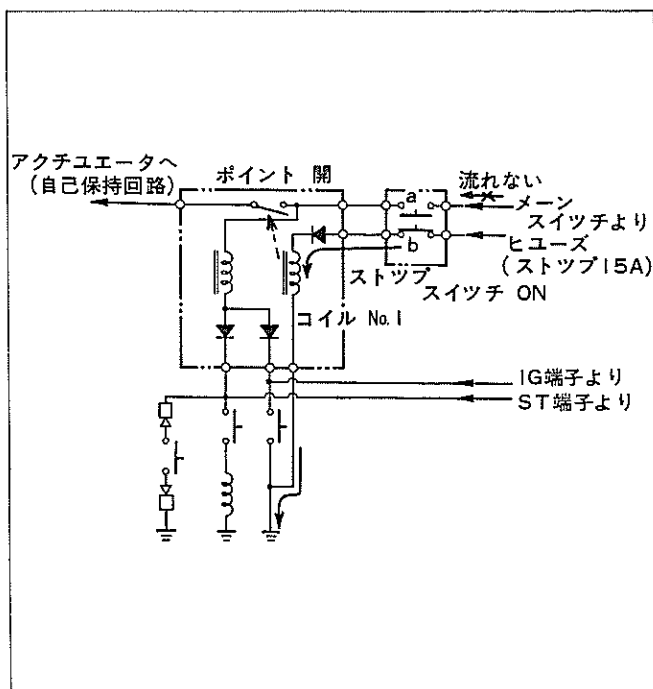 アクチユエータへ
(自己保持回路)
ポイント 開
流れない
a
メーン
スイツチより
b
ヒユーズ
(ストツプ15A)
ストツプ
スイツチ ON
コイル No.1
IG端子より
ST端子より